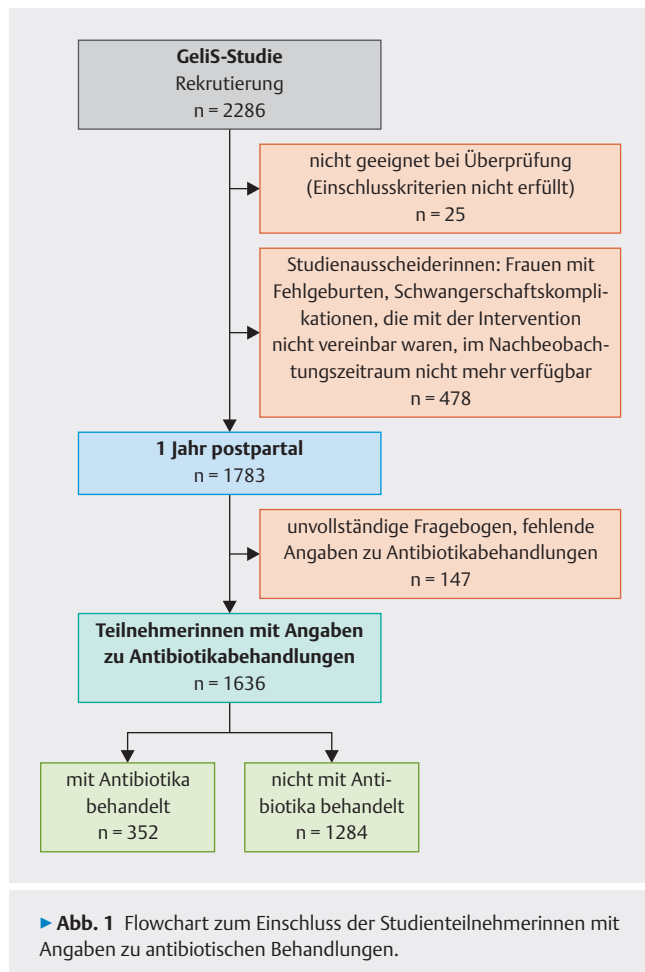 GeliS-Studie
Rekrutierung
n = 2286
nicht geeignet bei Überprüfung
(Einschlusskriterien nicht erfüllt)
n = 25
Studienausscheiderinnen: Frauen mit
Fehlgeburten, Schwangerschaftskompli-
kationen, die mit der Intervention
nicht vereinbar waren, im Nachbeobach-
tungszeitraum nicht mehr verfügbar
n = 478
1 Jahr postpartal
n = 1783
unvollständige Fragebogen, fehlende
Angaben zu Antibiotikabehandlungen
n = 147
Teilnehmerinnen mit Angaben
zu Antibiotikabehandlungen
n = 1636
mit Antibiotika
behandelt
n = 352
nicht mit Anti-
biotika behandelt
n = 1284
▶ Abb. 1 Flowchart zum Einschluss der Studienteilnehmerinnen mit
Angaben zu antibiotischen Behandlungen.